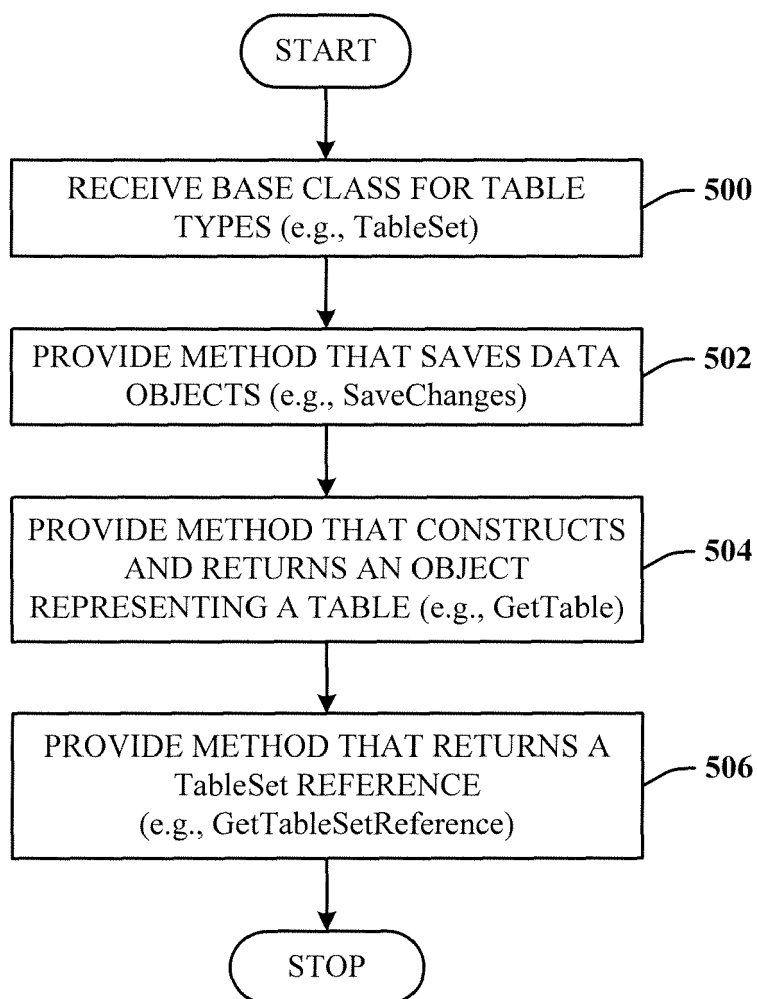 START
RECEIVE BASE CLASS FOR TABLE
TYPES (e.g., TableSet)
500
PROVIDE METHOD THAT SAVES DATA
OBJECTS (e.g., SaveChanges)
502
PROVIDE METHOD THAT CONSTRUCTS
AND RETURNS AN OBJECT
REPRESENTING A TABLE (e.g., GetTable)
504
PROVIDE METHOD THAT RETURNS A
TableSet REFERENCE
(e.g., GetTableSetReference)
506
STOP